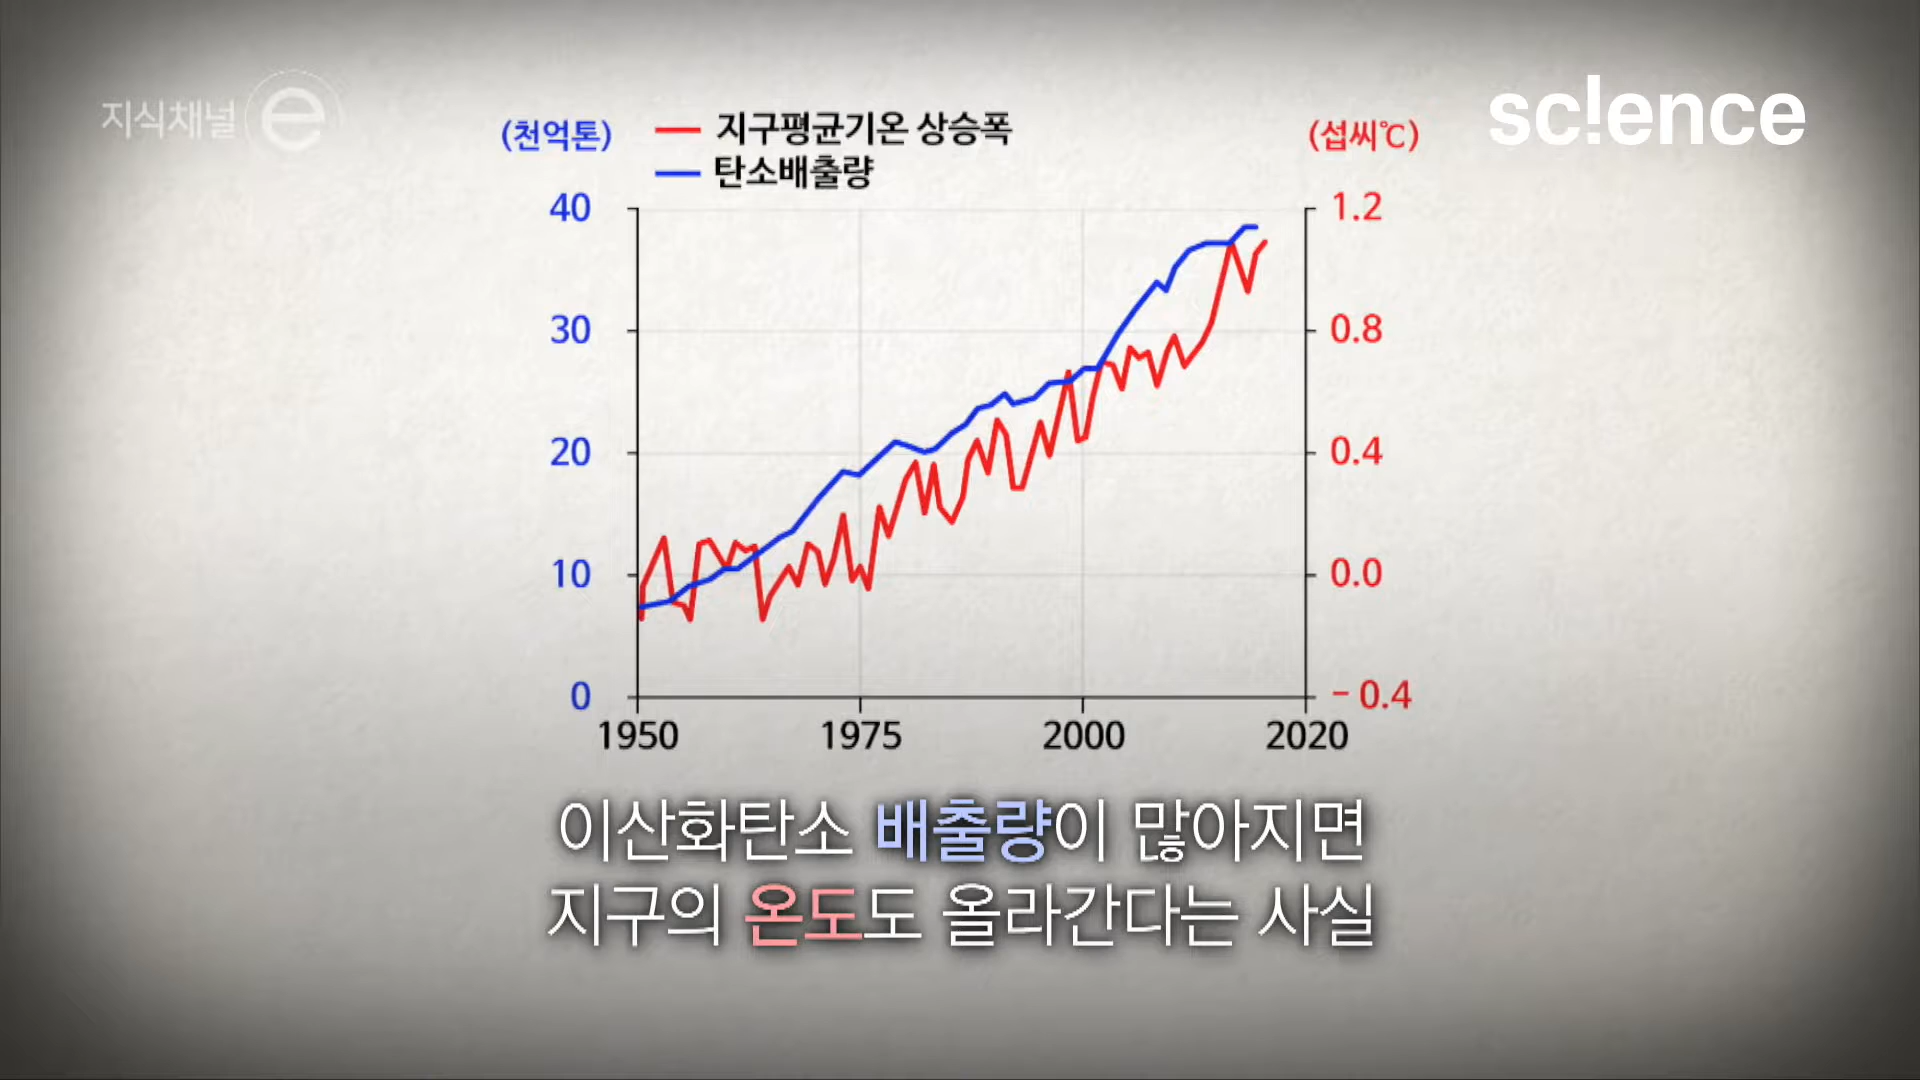 지식채널 e
sc!ence
(천억톤)
지구평균기온 상승폭
(섭씨℃)
탄소배출량
40
1.2
30
0.8
20
0.4
10
0.0
0
-0.4
1950 1975 2000 2020
이산화탄소 배출량이 많아지면
지구의 온도도 올라간다는 사실